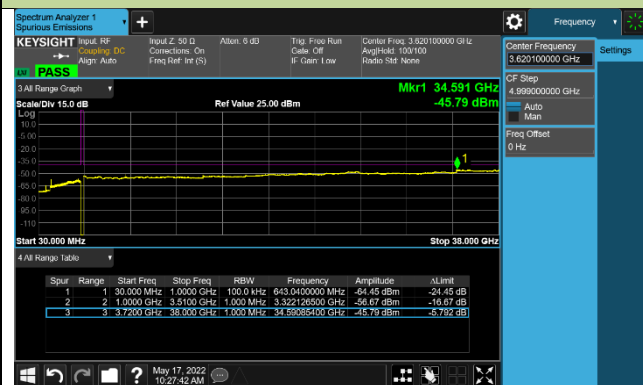 Spectrum Analyzer 1
Spurious Emissions
Frequency
KEYSIGHT
Input: RF
Coupling: DC
Align: Auto
Input Z: 50 Ω
Corrections: On
Freq Ref: Int (S)
Atten: 6 dB
Trig: Free Run
Gate: Off
IF Gain: Low
Center Freq: 3.620100000 GHz
Avg|Hold: 100/100
Radio Std: None
PASS
Center Frequency
3.620100000 GHz
Settings
CF Step
4.999000000 GHz
Auto
Man
Freq Offset
0 Hz
3 All Range Graph
Mkr1 34.591 GHz
Scale/Div 15.0 dB
Ref Value 25.00 dBm
-45.79 dBm
Log
10.0
-5.00
-20.0
-35.0
-50.0
-65.0
-80.0
-95.0
-110
1
Start 30.000 MHz
Stop 38.000 GHz
4 All Range Table
Spur Range Start Freq Stop Freq RBW Frequency Amplitude ΔLimit
1 1 30.000 MHz 1.0000 GHz 100.0 kHz 643.0400000 MHz -64.45 dBm -24.45 dB
2 2 1.0000 GHz 3.5100 GHz 1.000 MHz 3.322126500 GHz -56.67 dBm -16.67 dB
3 3 3.7200 GHz 38.000 GHz 1.000 MHz 34.59085400 GHz -45.79 dBm -5.792 dB
?
May 17, 2022
10:27:42 AM